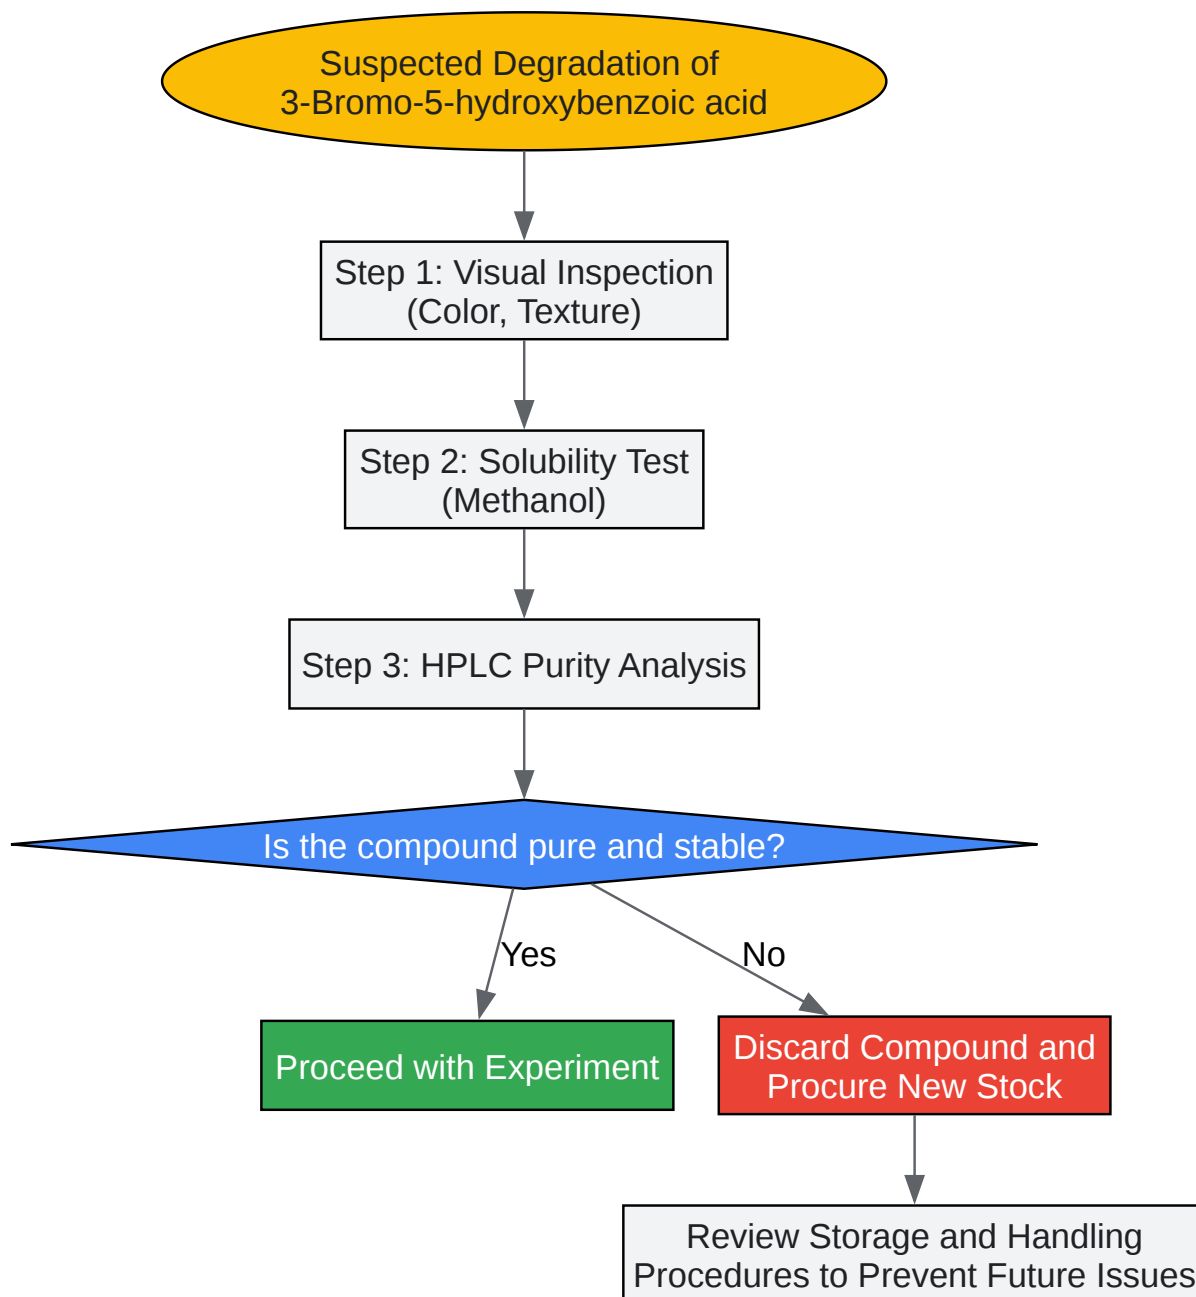 Suspected Degradation of
3-Bromo-5-hydroxybenzoic acid
Step 1: Visual Inspection
(Color, Texture)
Step 2: Solubility Test
(Methanol)
Step 3: HPLC Purity Analysis
Is the compound pure and stable?
Yes
No
Proceed with Experiment
Discard Compound and
Procure New Stock
Review Storage and Handling
Procedures to Prevent Future Issues